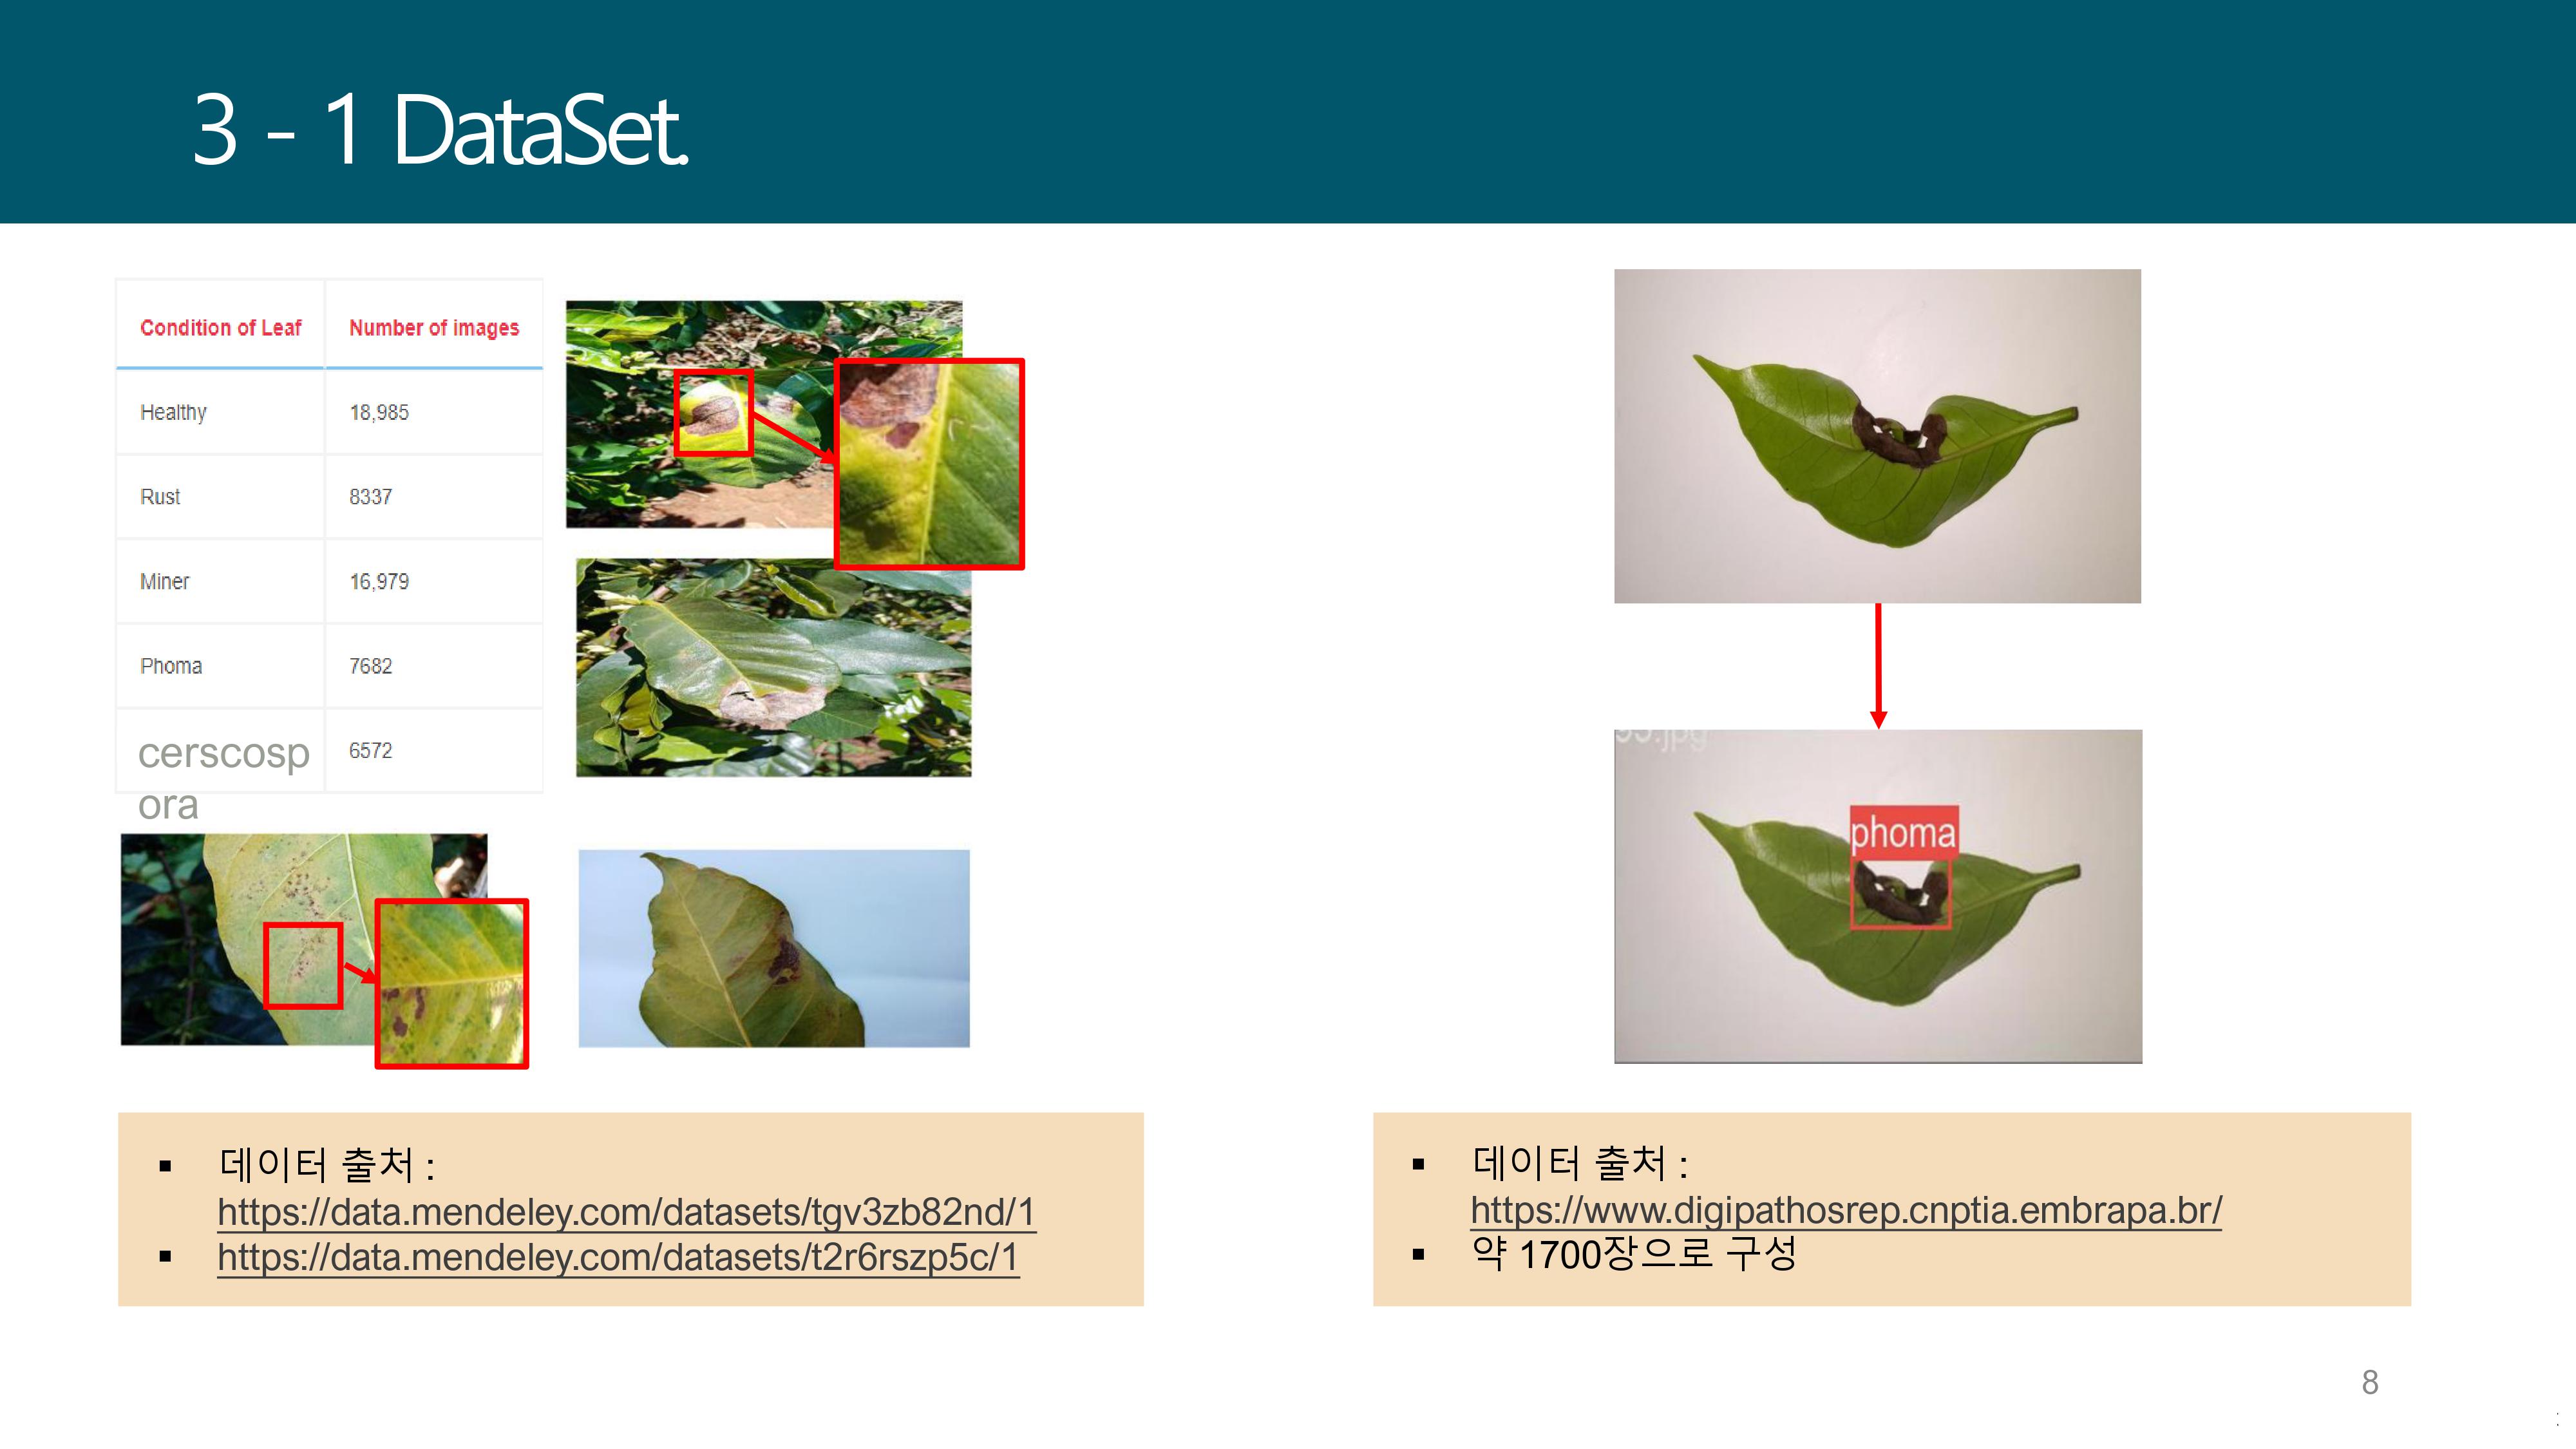 3 - 1 DataSet.
Condition of Leaf Number of images
Healthy 18,985
Rust 8337
Miner 16,979
Phoma 7682
cerscosp 6572
ora
phoma
▪ 데이터 출처 :
https://data.mendeley.com/datasets/tgv3zb82nd/1
▪ https://data.mendeley.com/datasets/t2r6rszp5c/1
▪ 데이터 출처 :
https://www.digipathosrep.cnptia.embrapa.br/
▪ 약 1700장으로 구성
8